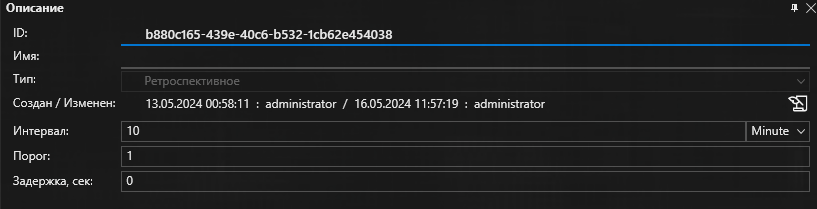 Описание
ID: b880c165-439e-40c6-b532-1cb62e454038
Имя:
Тип: Ретроспективное
Создан / Изменен: 13.05.2024 00:58:11 : administrator / 16.05.2024 11:57:19 : administrator
Интервал: 10 Minute
Порог: 1
Задержка, сек: 0